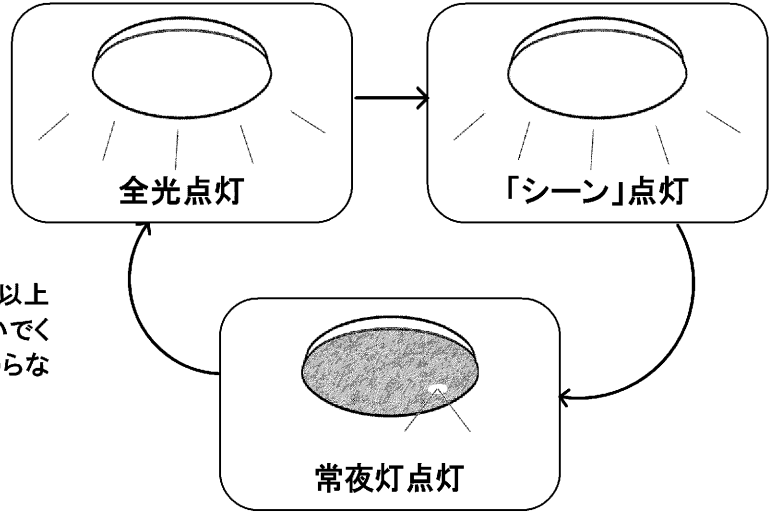 全光点灯
「シーン」点灯
以上
いでく
らな
常夜灯点灯